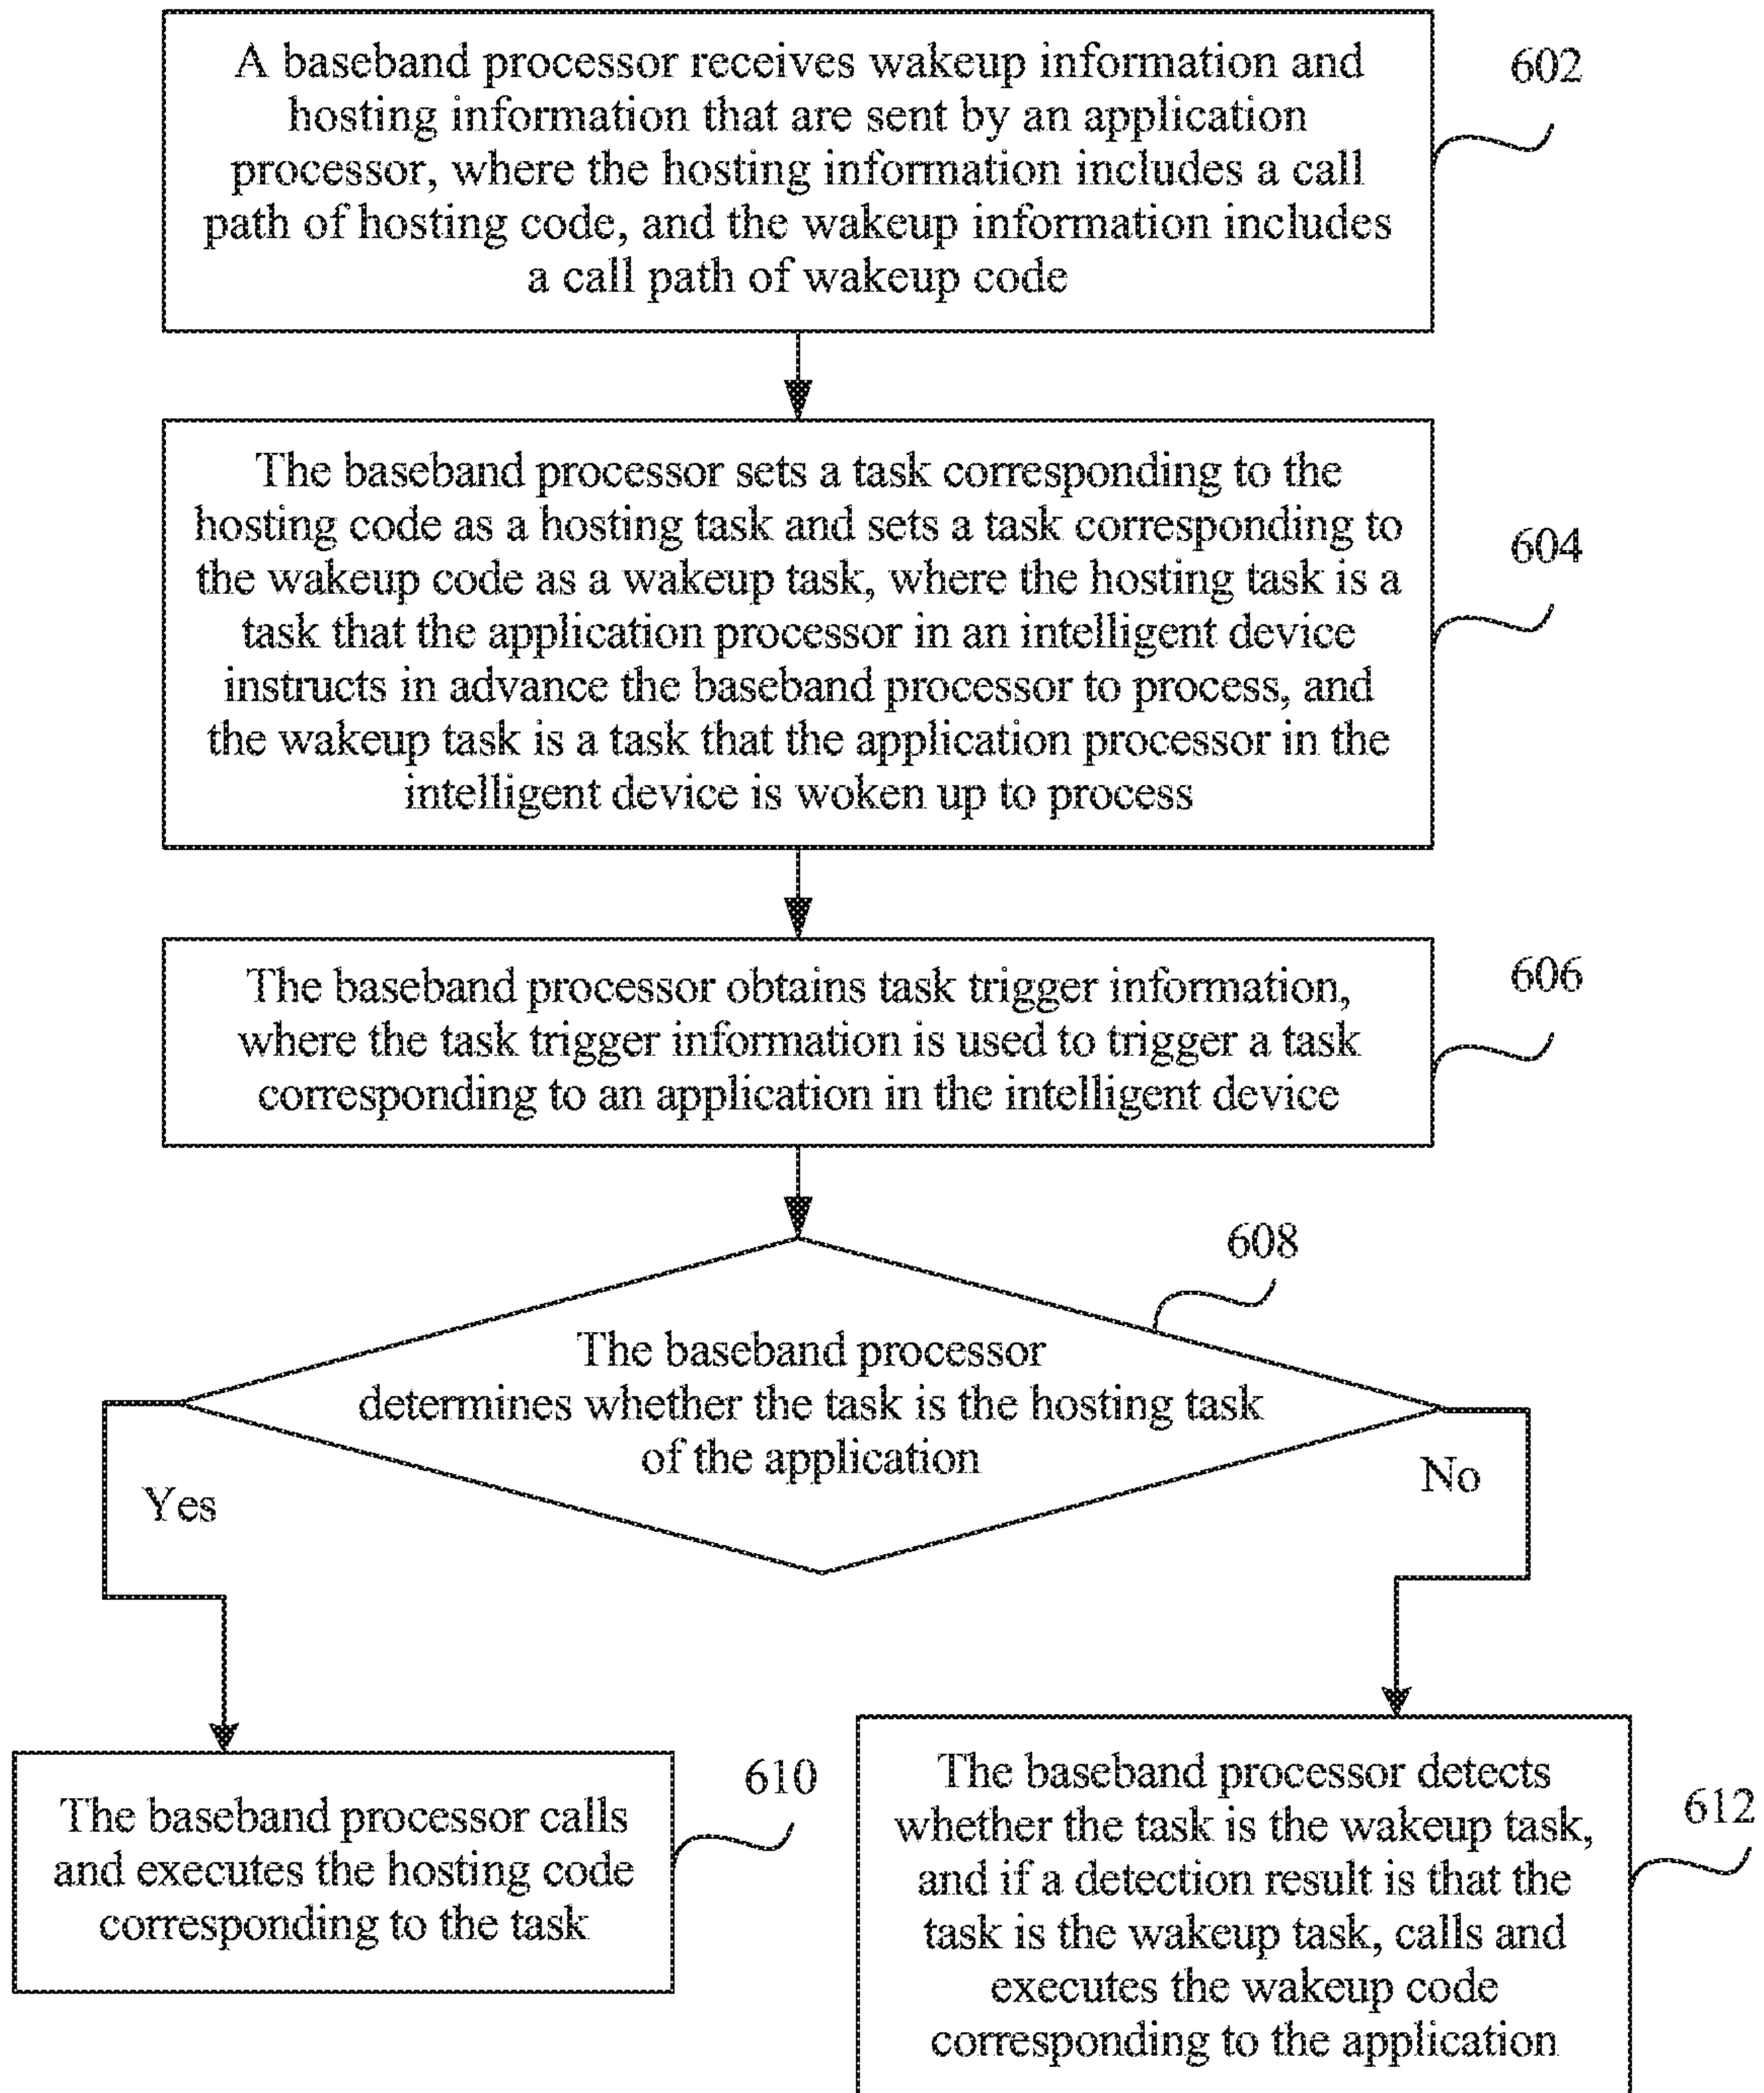 A baseband processor receives wakeup information and
hosting information that are sent by an application
processor, where the hosting information includes a call
path of hosting code, and the wakeup information includes
a call path of wakeup code
602
The baseband processor sets a task corresponding to the
hosting code as a hosting task and sets a task corresponding to
the wakeup code as a wakeup task, where the hosting task is a
task that the application processor in an intelligent device
instructs in advance the baseband processor to process, and
the wakeup task is a task that the application processor in the
intelligent device is woken up to process
604
The baseband processor obtains task trigger information,
where the task trigger information is used to trigger a task
corresponding to an application in the intelligent device
606
608
The baseband processor
determines whether the task is the hosting task
of the application
Yes
No
The baseband processor calls
and executes the hosting code
corresponding to the task
610
The baseband processor detects
whether the task is the wakeup task,
and if a detection result is that the
task is the wakeup task, calls and
executes the wakeup code
corresponding to the application
612